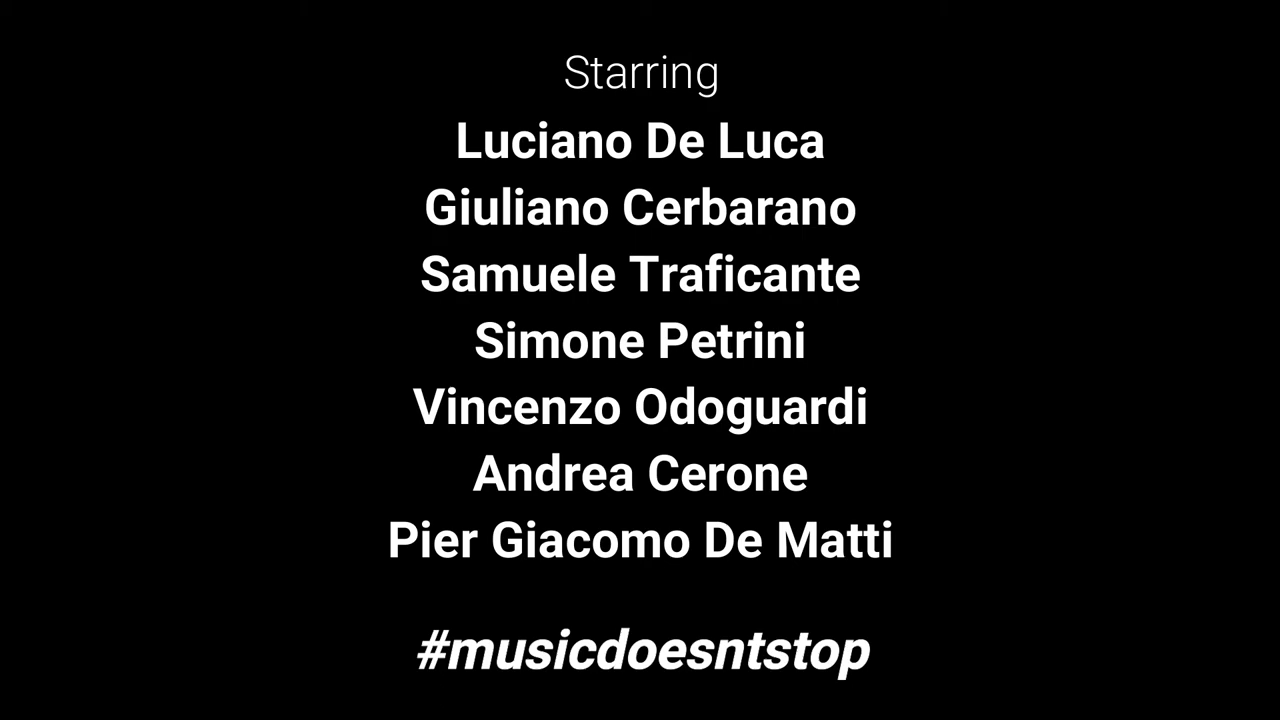 Starring
Luciano De Luca
Giuliano Cerbarano
Samuele Traficante
Simone Petrini
Vincenzo Odoguardi
Andrea Cerone
Pier Giacomo De Matti
#musicdoesntstop